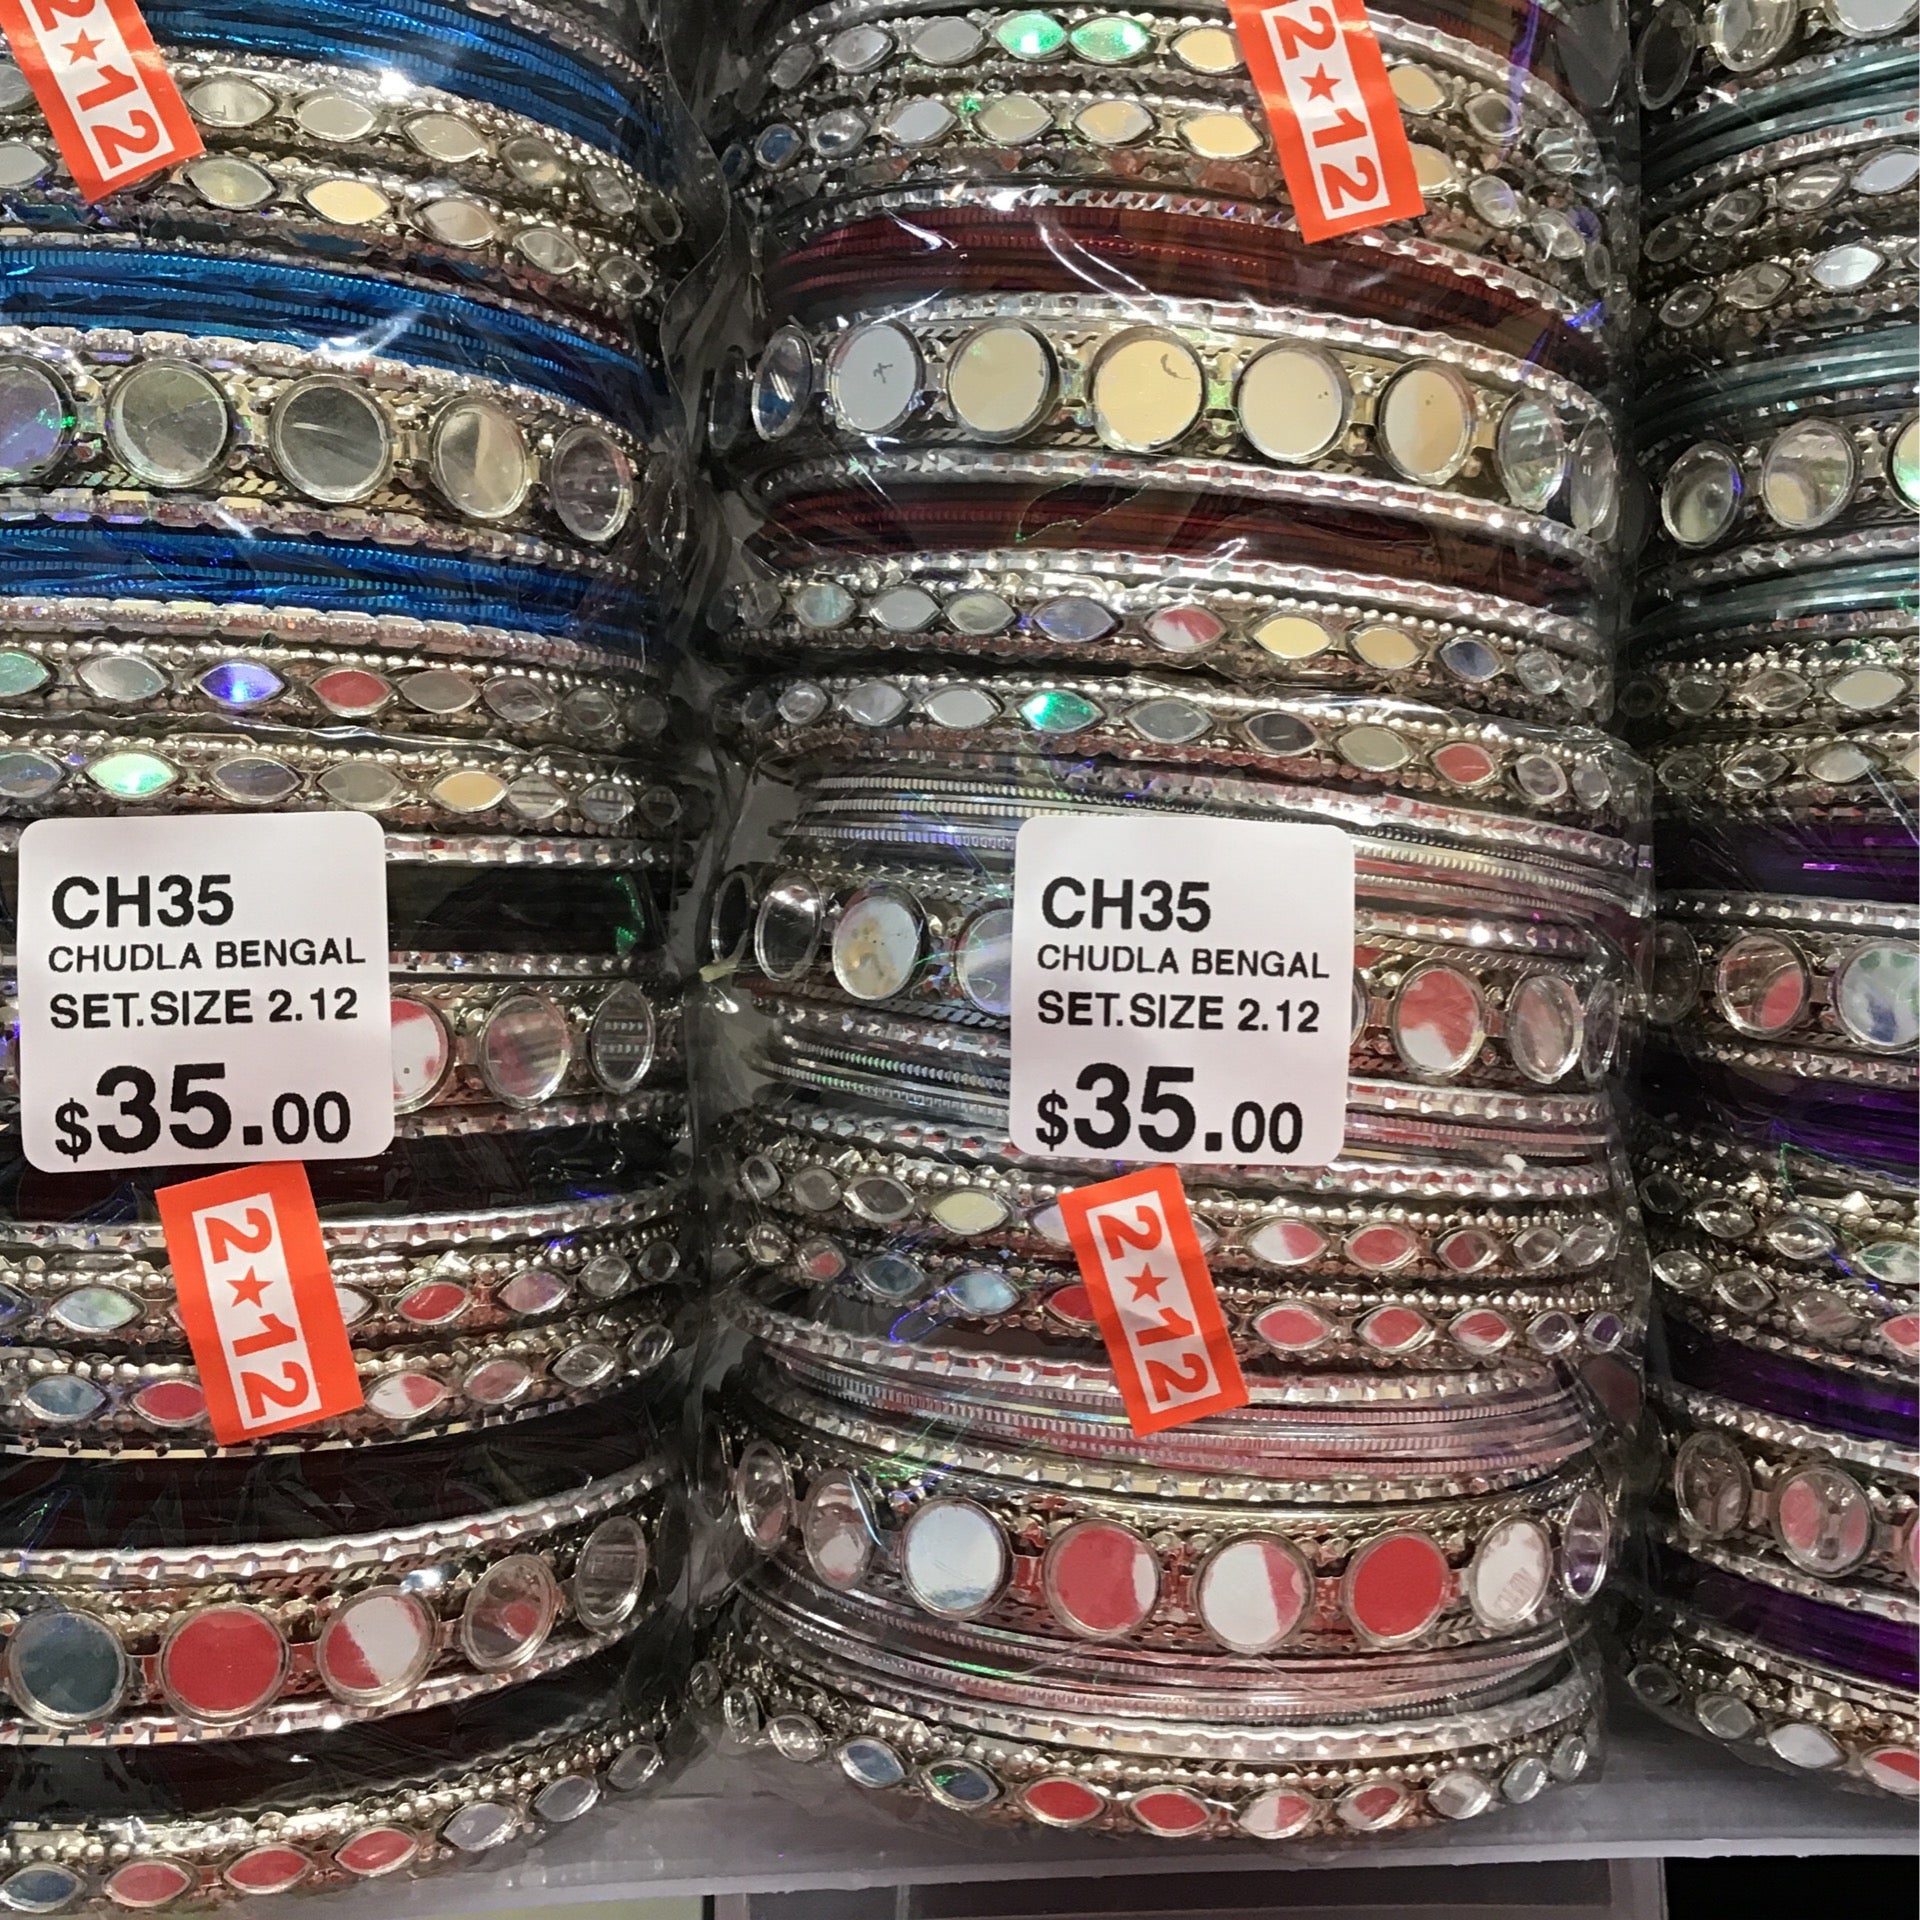 2★12
2★12
CH35
CHUDLA BENGAL
SET.SIZE 2.12
$35.00
CH35
CHUDLA BENGAL
SET.SIZE 2.12
$35.00
2★12
2★12